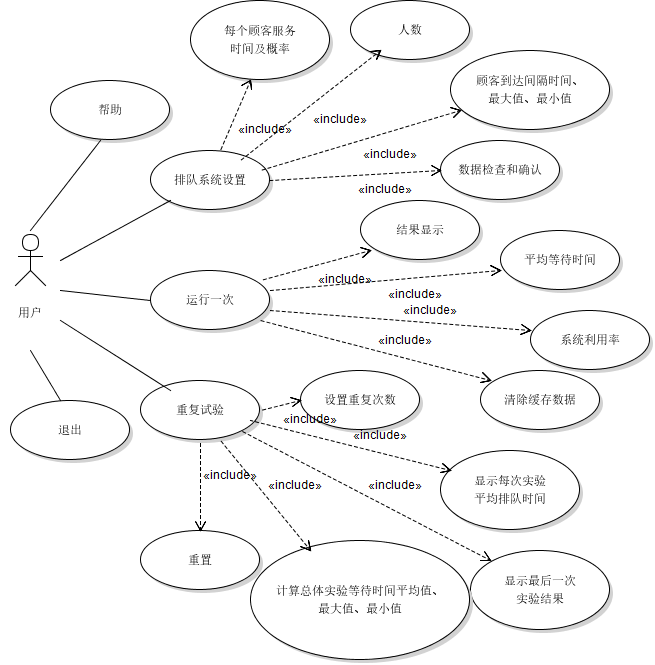 每个顾客服务
时间及概率
人数
顾客到达间隔时间、
最大值、最小值
帮助
«include»
«include»
«include»
数据检查和确认
排队系统设置
«include»
结果显示
用户
平均等待时间
«include»
运行一次
«include»
«include»
系统利用率
«include»
清除缓存数据
设置重复次数
重复试验
«include»
退出
«include»
«include»
«include»
«include»
显示每次实验
平均排队时间
重置
计算总体实验等待时间平均值、
最大值、最小值
显示最后一次
实验结果